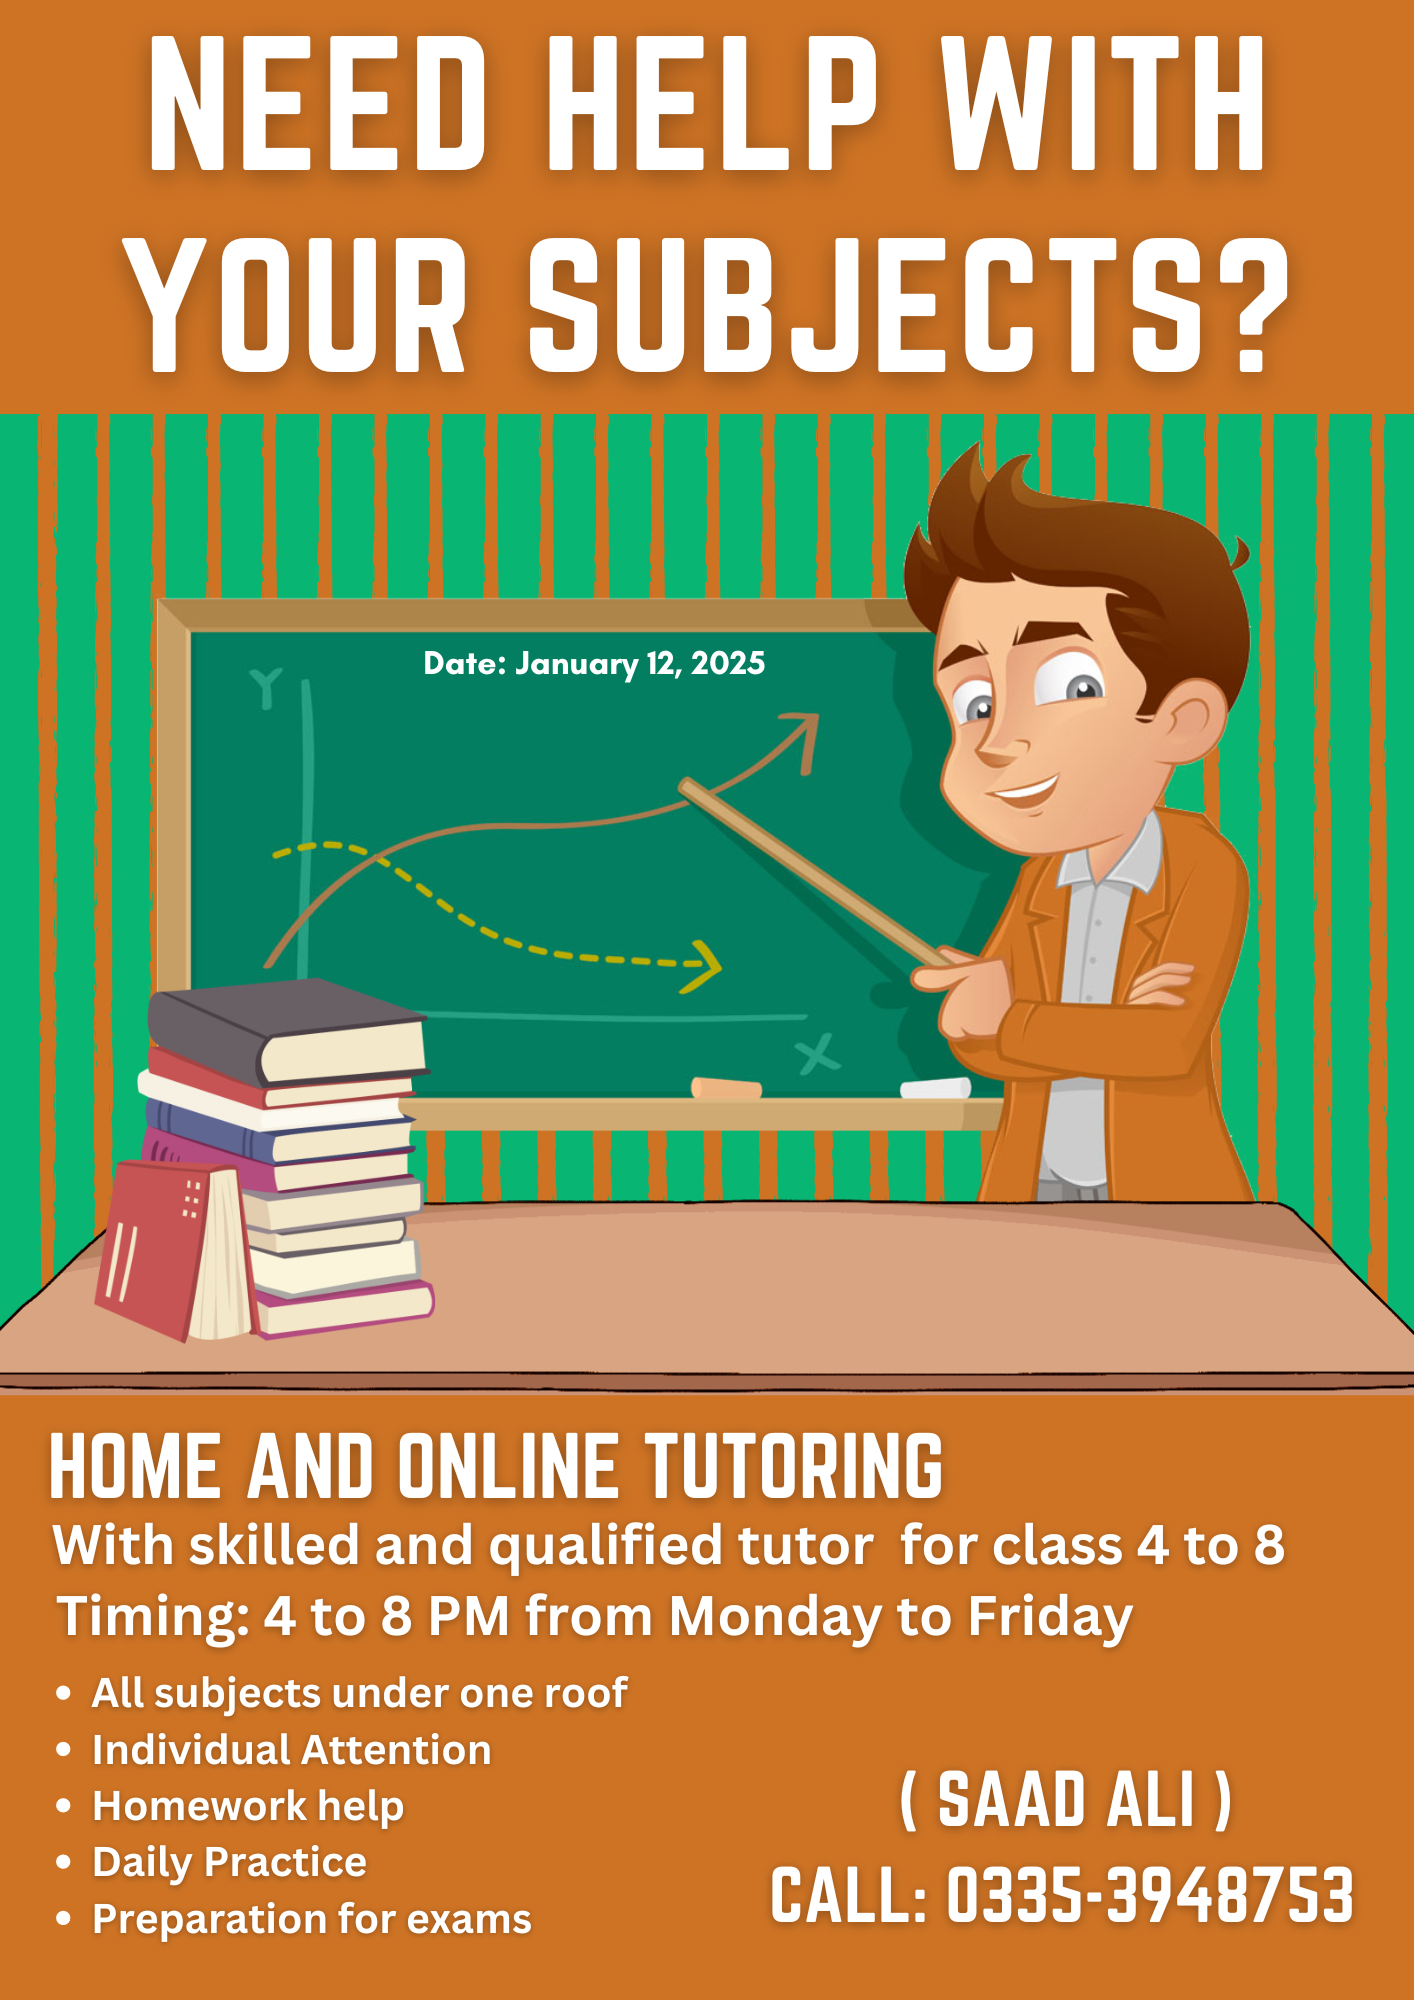 NEED HELP WITH
YOUR SUBJECTS?
Date: January 12, 2025
Y
X
HOME AND ONLINE TUTORING
With skilled and qualified tutor for class 4 to 8
Timing: 4 to 8 PM from Monday to Friday
• All subjects under one roof
• Individual Attention
• Homework help
• Daily Practice
• Preparation for exams
( SAAD ALI )
CALL: 0335-3948753